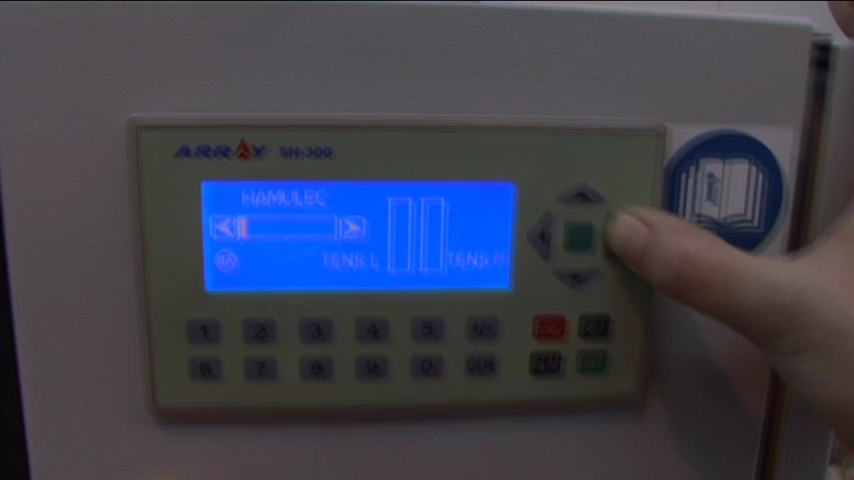 ARRAY SH-300
HAMULEC
< >
TENS.L TENS.P
1 2 3 4 5 +/-
6 7 8 9 0
ESC